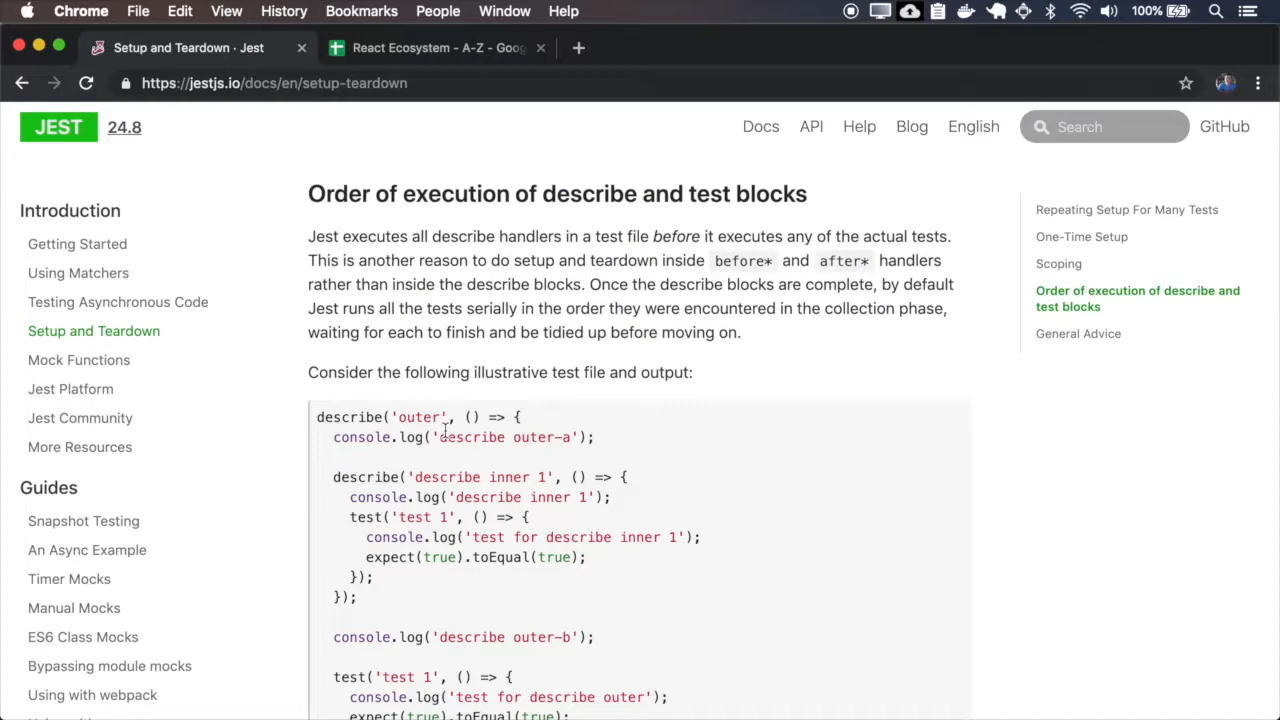 Chrome File Edit View History Bookmarks People Window Help 100%
Setup and Teardown · Jest
React Ecosystem - A-Z - Goog
https://jestjs.io/docs/en/setup-teardown
JEST 24.8
Docs API Help Blog English Search GitHub
Introduction
Getting Started
Using Matchers
Testing Asynchronous Code
Setup and Teardown
Mock Functions
Jest Platform
Jest Community
More Resources
Guides
Snapshot Testing
An Async Example
Timer Mocks
Manual Mocks
ES6 Class Mocks
Bypassing module mocks
Using with webpack
Order of execution of describe and test blocks
Jest executes all describe handlers in a test file before it executes any of the actual tests.
This is another reason to do setup and teardown inside before* and after* handlers
rather than inside the describe blocks. Once the describe blocks are complete, by default
Jest runs all the tests serially in the order they were encountered in the collection phase,
waiting for each to finish and be tidied up before moving on.
Consider the following illustrative test file and output:
describe('outer', () => {
console.log('describe outer-a');
describe('describe inner 1', () => {
console.log('describe inner 1');
test('test 1', () => {
console.log('test for describe inner 1');
expect(true).toEqual(true);
});
});
console.log('describe outer-b');
test('test 1', () => {
console.log('test for describe outer');
expect(true).toEqual(true);
Repeating Setup For Many Tests
One-Time Setup
Scoping
Order of execution of describe and
test blocks
General Advice